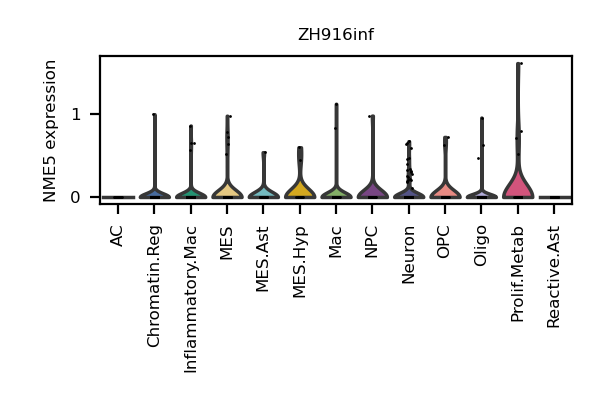 ZH916inf
NME5 expression
1
0
AC
Chromatin.Reg
Inflammatory.Mac
MES
MES.Ast
MES.Hyp
Mac
NPC
Neuron
OPC
Oligo
Prolif.Metab
Reactive.Ast